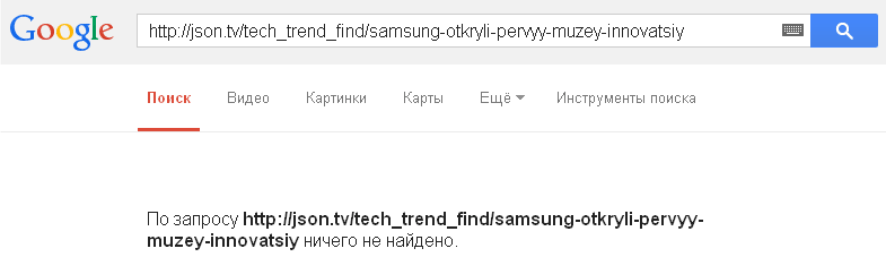 Google http://json.tv/tech_trend_find/samsung-otkryli-pervyy-muzey-innovatsiy
Поиск Видео Картинки Карты Ещё Инструменты поиска
По запросу http://json.tv/tech_trend_find/samsung-otkryli-pervyy-
muzey-innovatsiy ничего не найдено.